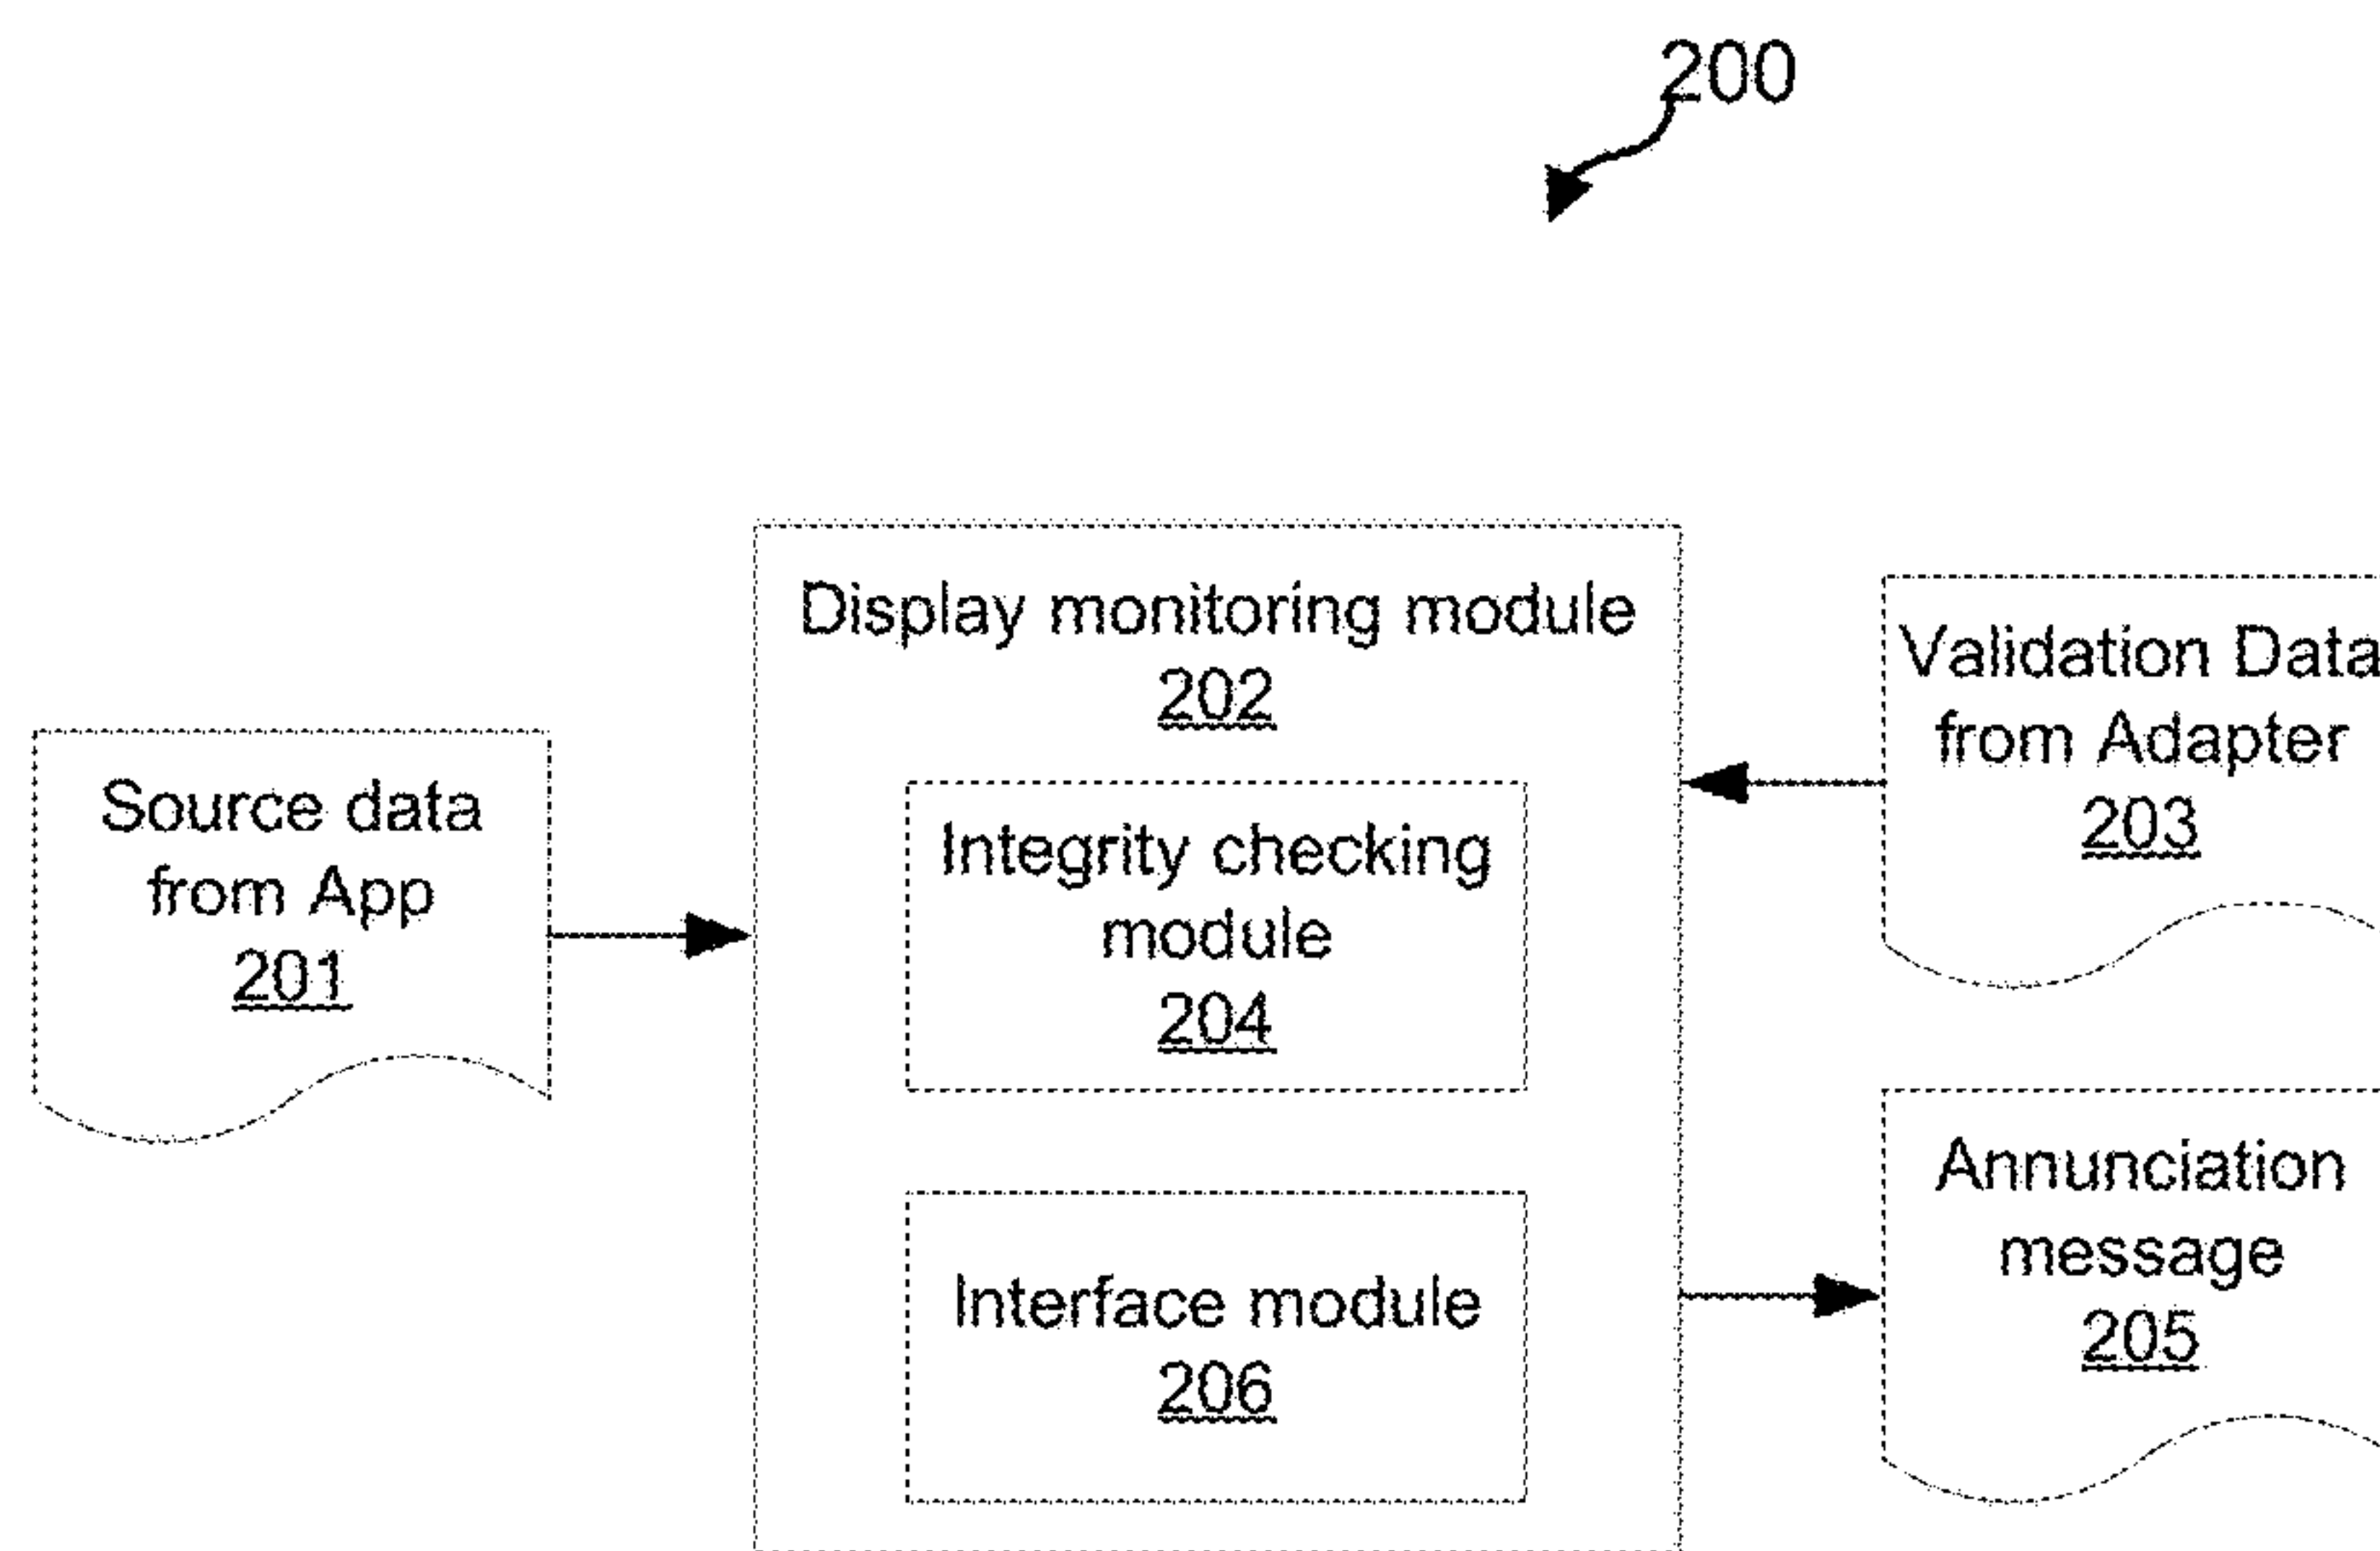 200
Display monitoring module
202
Validation Data
from Adapter
203
Source data
from App
201
Integrity checking
module
204
Annunciation
message
205
Interface module
206